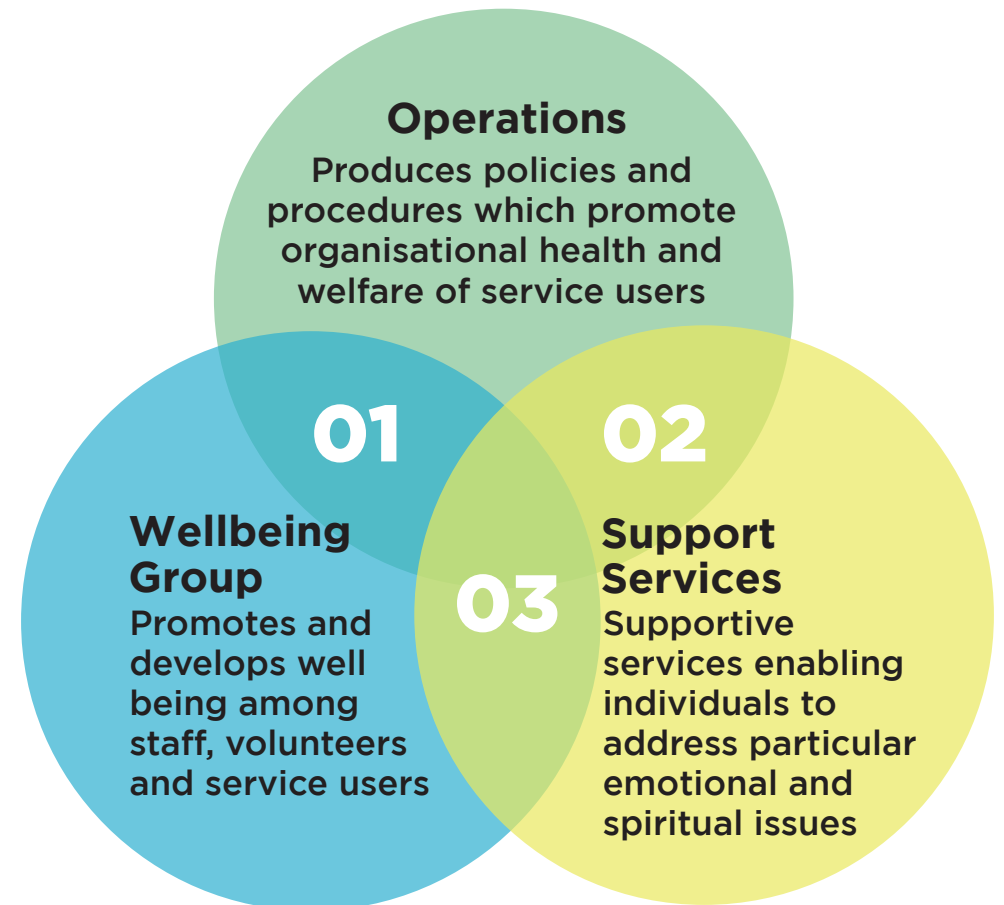 Operations
Produces policies and
procedures which promote
organisational health and
welfare of service users
01
02
Wellbeing
Group
Promotes and
develops well
being among
staff, volunteers
and service users
03
Support
Services
Supportive
services enabling
individuals to
address particular
emotional and
spiritual issues